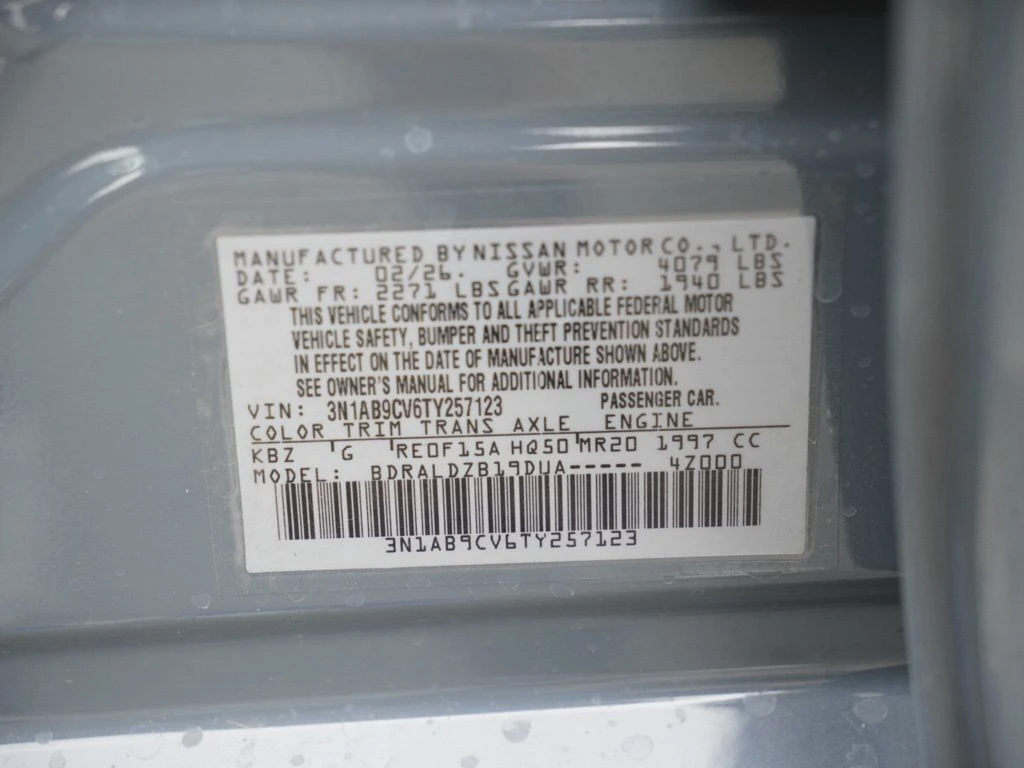 MANUFACTURED BY NISSAN MOTOR CO., LTD.
DATE: 02/26. GVWR: 4079 LBS
GAWR FR: 2271 LBS GAWR RR: 1940 LBS
THIS VEHICLE CONFORMS TO ALL APPLICABLE FEDERAL MOTOR
VEHICLE SAFETY, BUMPER AND THEFT PREVENTION STANDARDS
IN EFFECT ON THE DATE OF MANUFACTURE SHOWN ABOVE.
SEE OWNER'S MANUAL FOR ADDITIONAL INFORMATION.
VIN: 3N1AB9CV6TY257123 PASSENGER CAR.
COLOR TRIM TRANS AXLE ENGINE
KBZ G RE0F15A HQ50 MR20 1997 CC
MODEL: BDRALDZB19DUA----- 4Z000
3N1AB9CV6TY257123